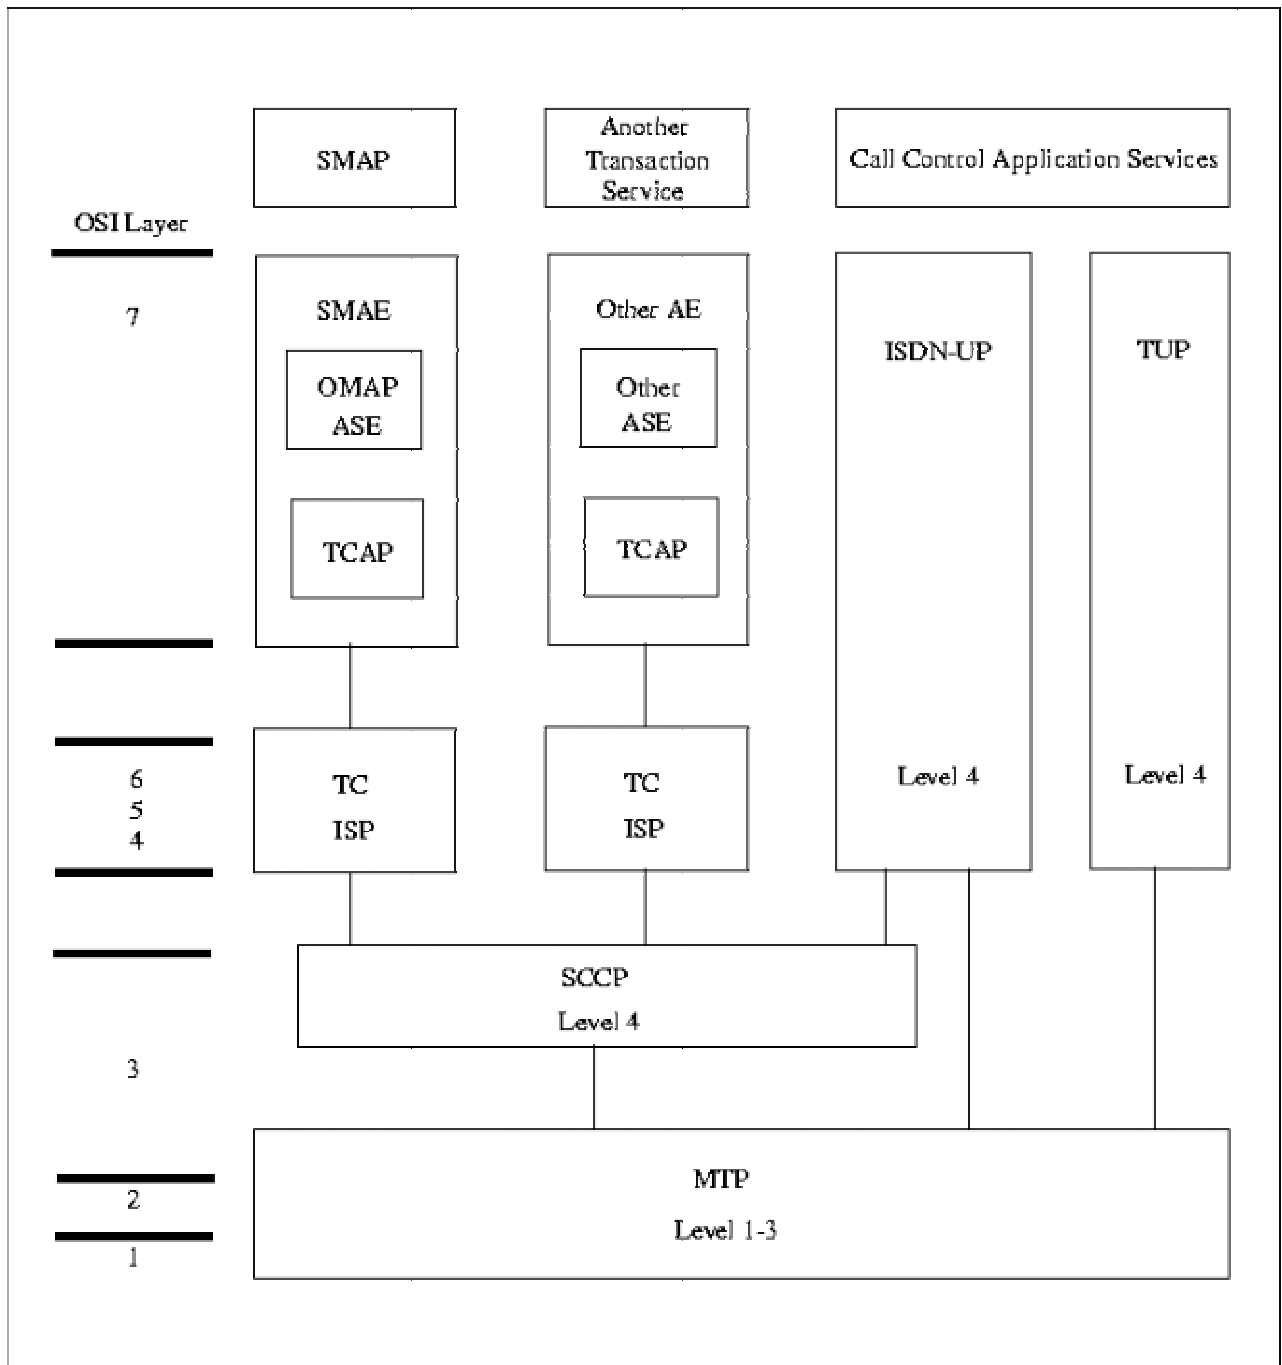 SMAP
Another
Transaction
Service
Call Control Application Services
OSI Layer
7
SMAE
OMAP
ASE
TCAP
Other AE
Other
ASE
TCAP
ISDN-UP
Level 4
TUP
Level 4
6
5
4
TC
ISP
TC
ISP
SCCP
Level 4
3
MTP
Level 1-3
2
1